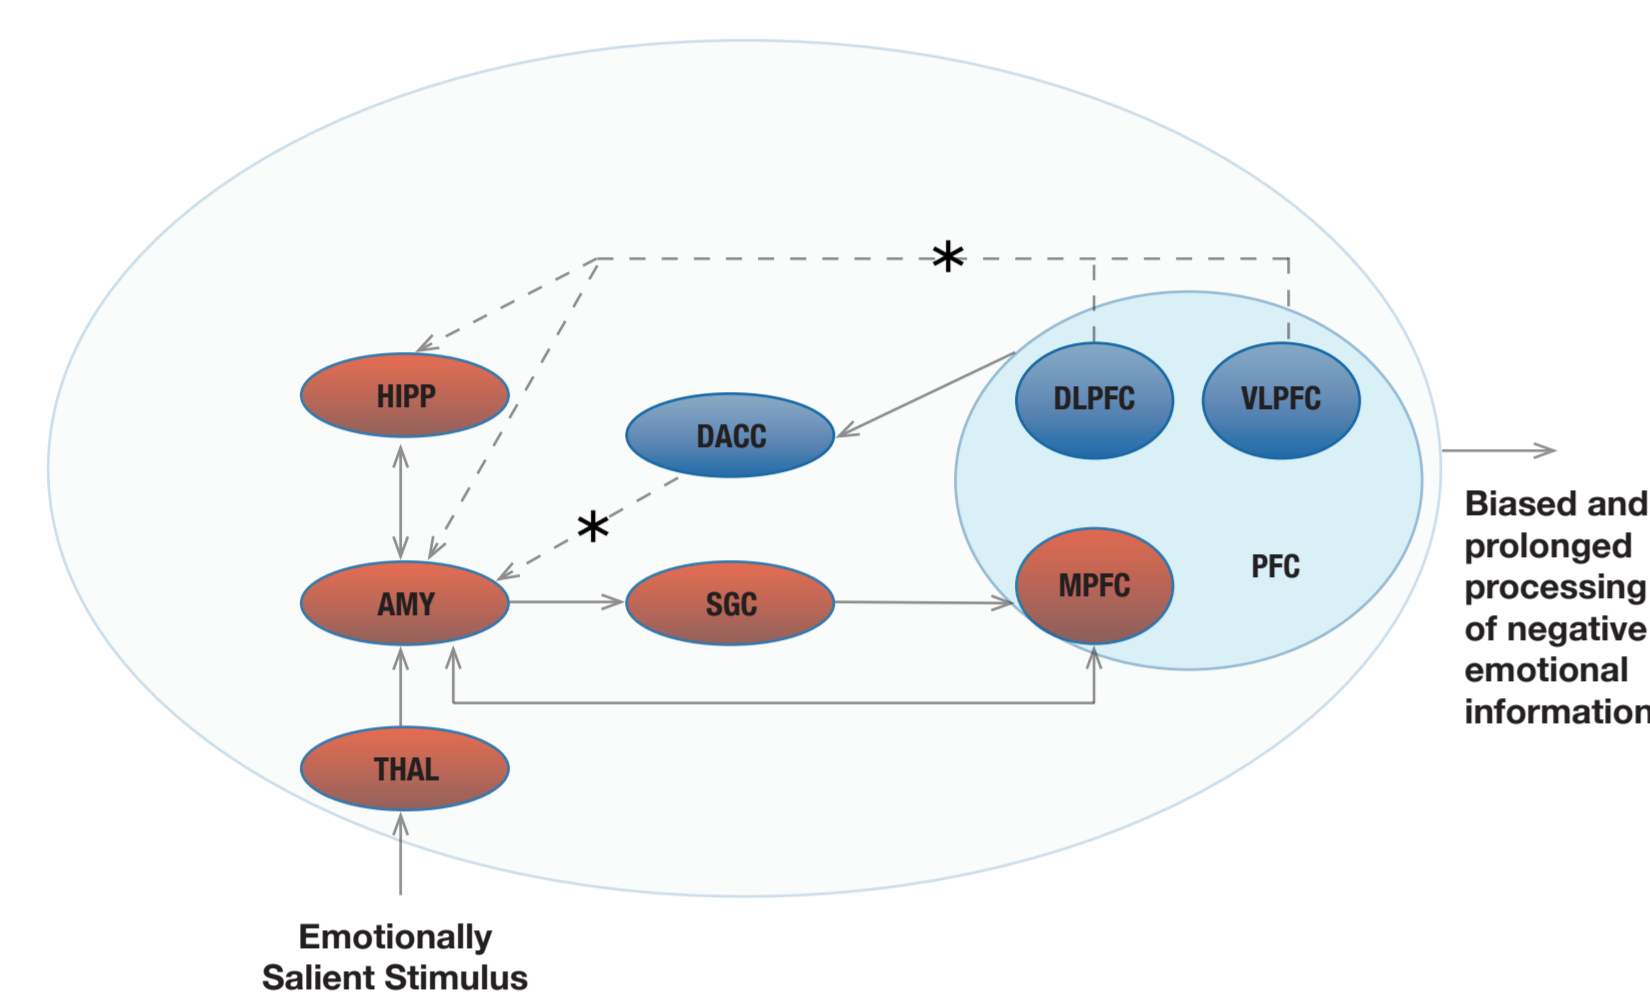 *
HIPP
DLPFC
VLPFC
DACC
*
Biased and
prolonged
processing
of negative
emotional
information
AMY
SGC
MPFC
PFC
THAL
Emotionally
Salient Stimulus